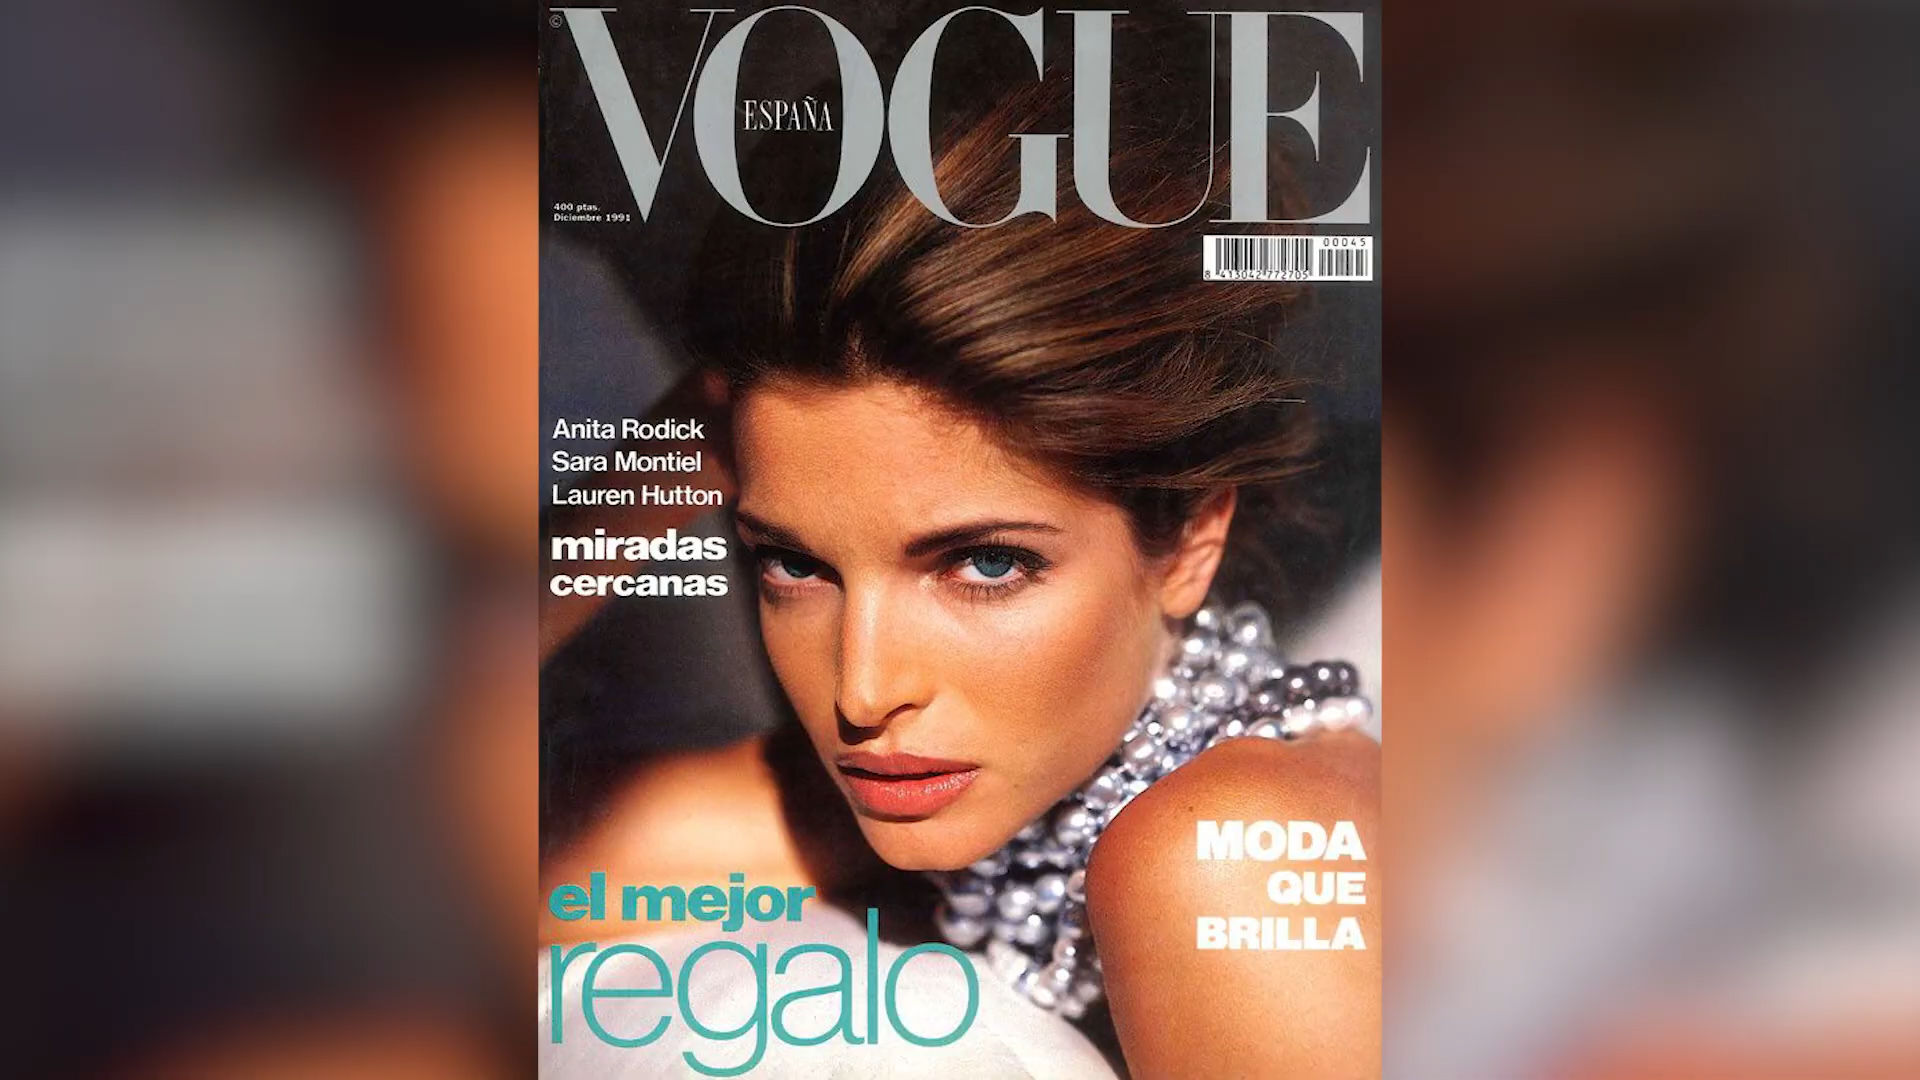 ©
VOGUE
ESPAÑA
400 ptas.
Diciembre 1991
00045
8 413042 772705
Anita Rodick
Sara Montiel
Lauren Hutton
miradas
cercanas
el mejor
regalo
MODA
QUE
BRILLA